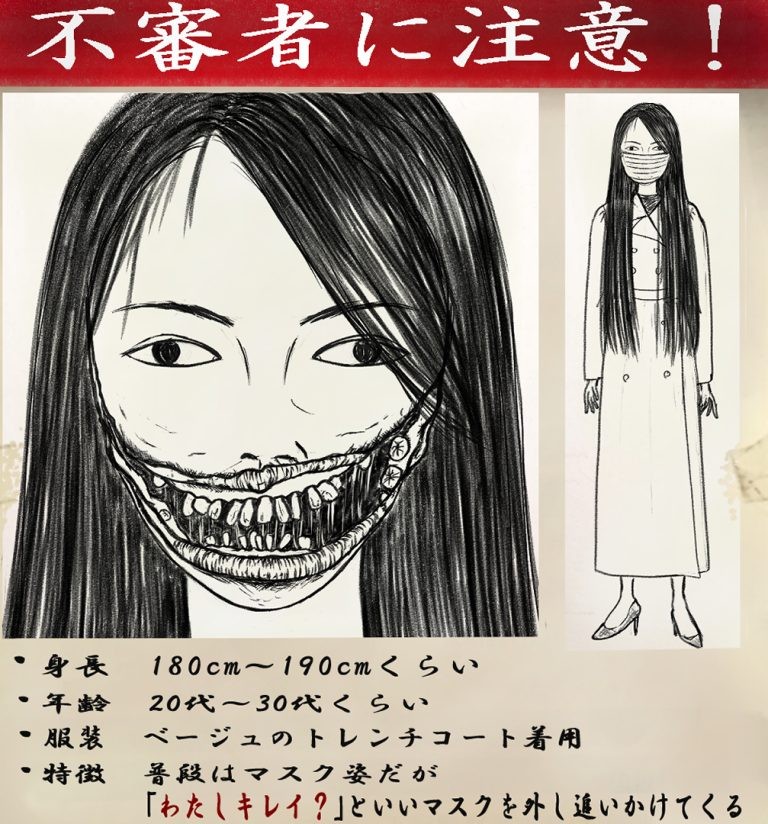 不審者に注意！
・身長 180cm〜190cmくらい
・年齢 20代〜30代くらい
・服装 ベージュのトレンチコート着用
・特徴 普段はマスク姿だが
「わたしキレイ？」といいマスクを外し追いかけてくる